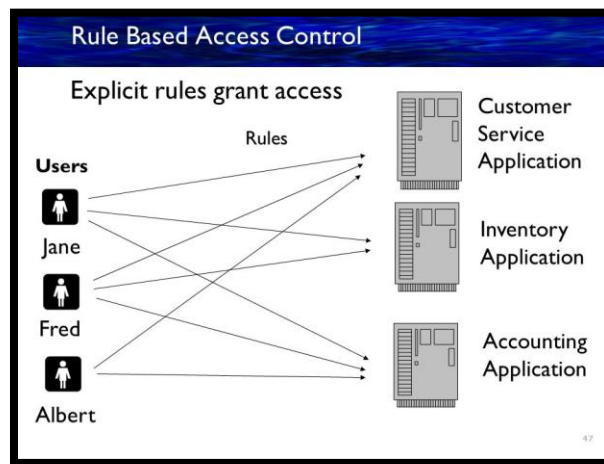 Rule Based Access Control
Explicit rules grant access
Rules
Users
Jane
Fred
Albert
Customer
Service
Application
Inventory
Application
Accounting
Application
47